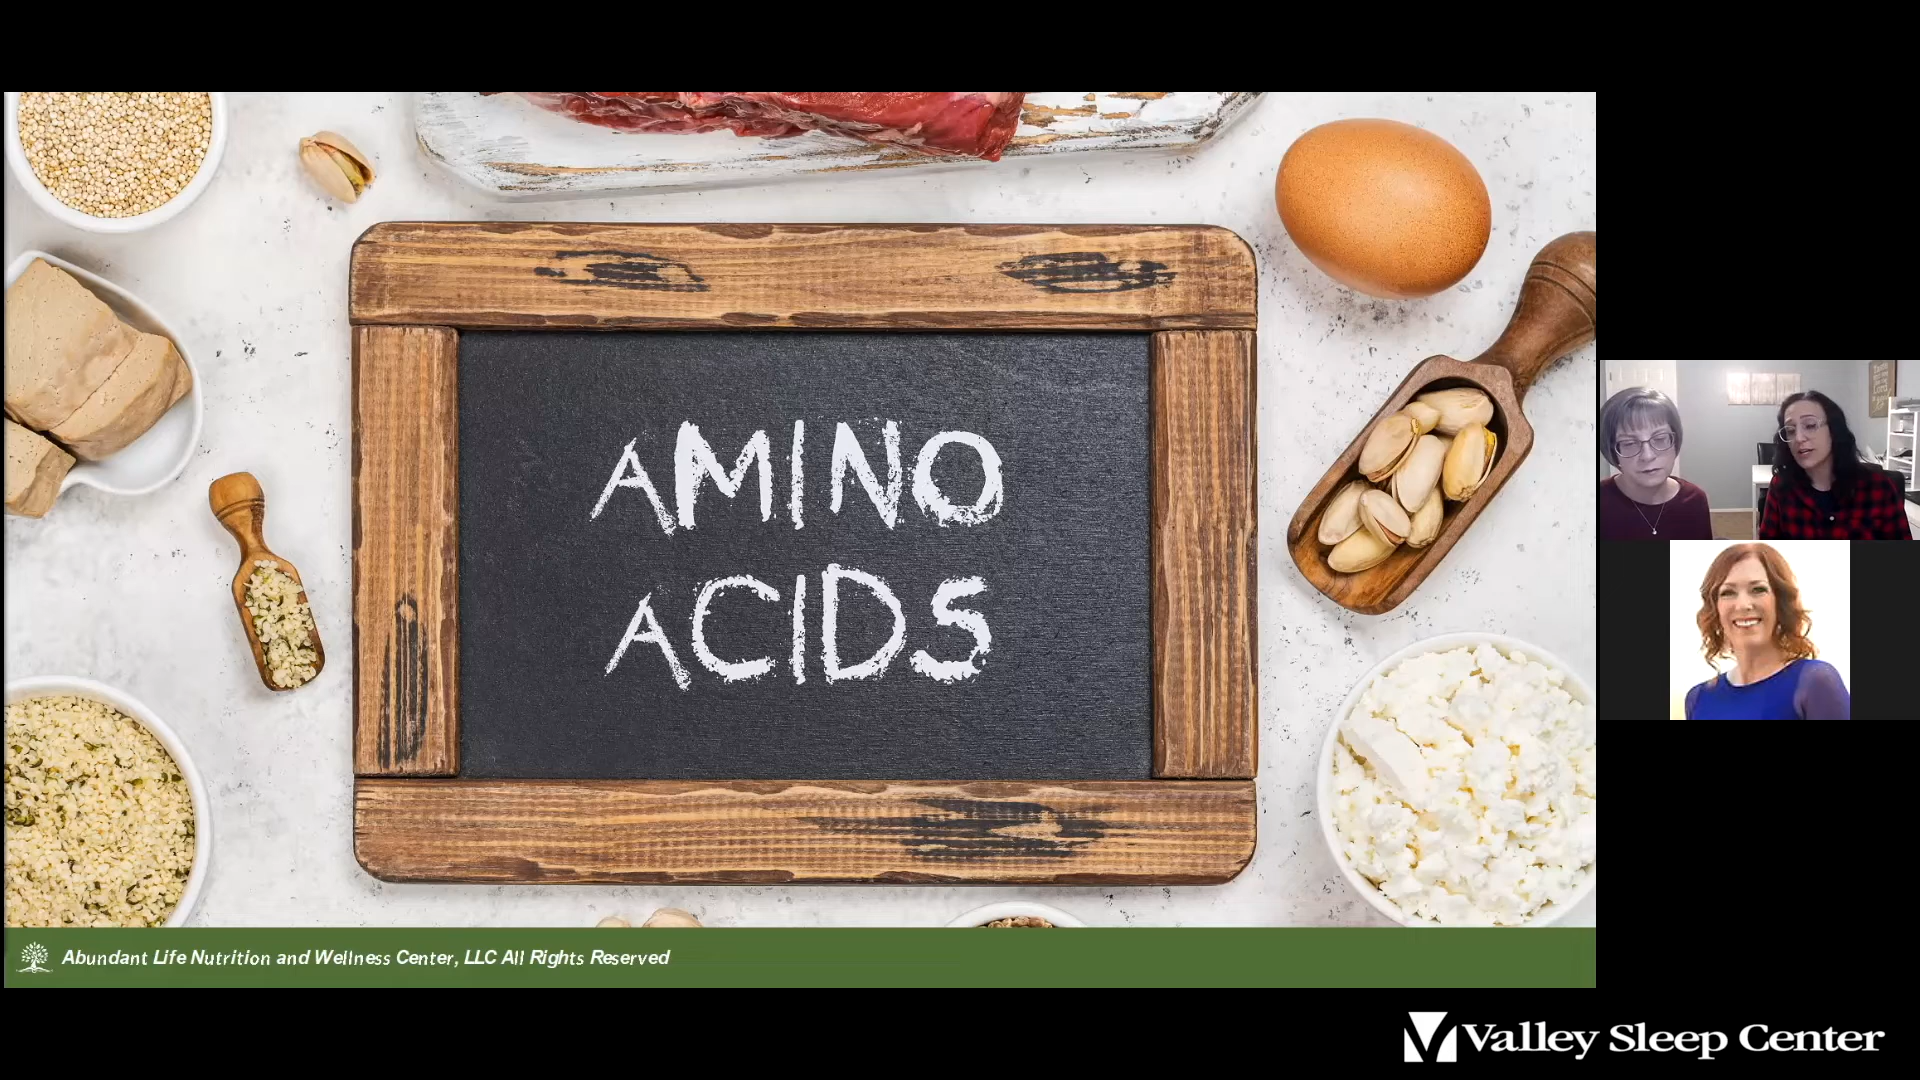 AMINO
ACIDS
Abundant Life Nutrition and Wellness Center, LLC All Rights Reserved
Valley Sleep Center